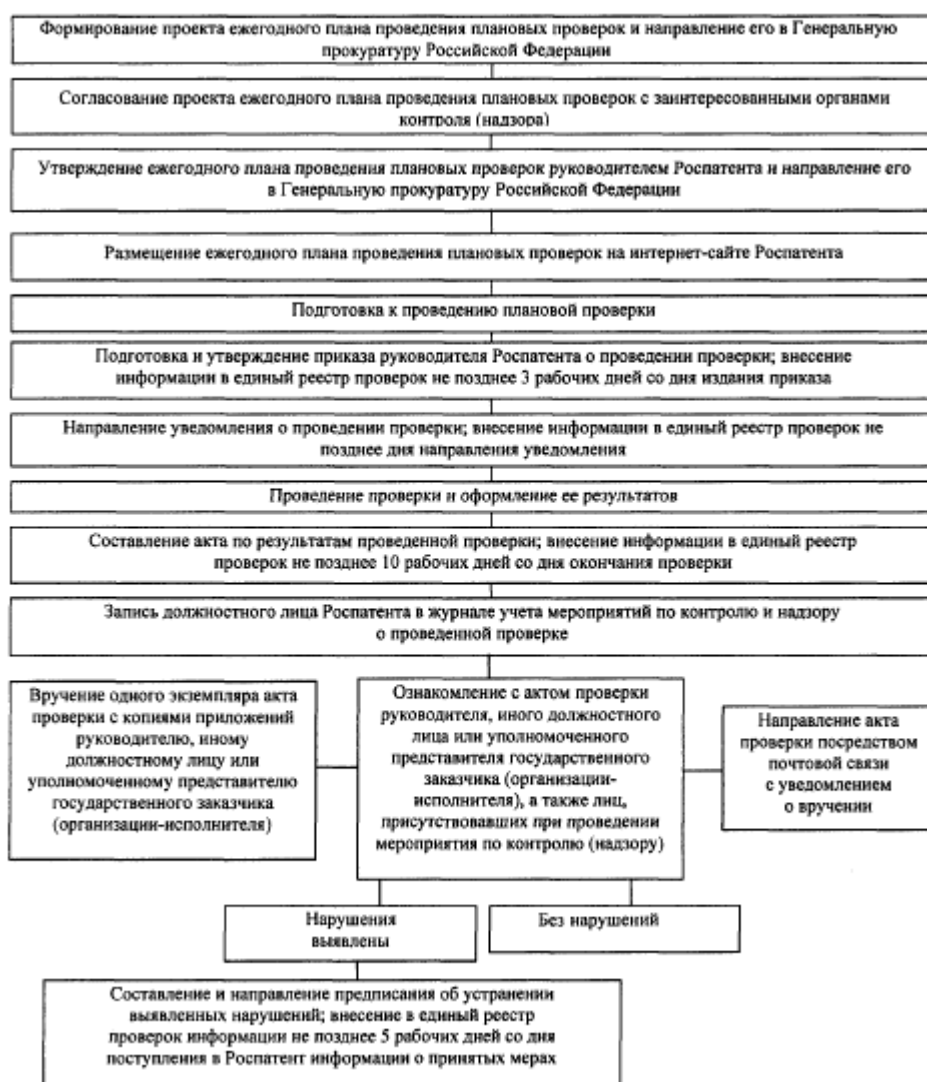 Формирование проекта ежегодного плана проведения плановых проверок и направление его в Генеральную
прокуратуру Российской Федерации
Согласование проекта ежегодного плана проведения плановых проверок с заинтересованными органами
контроля (надзора)
Утверждение ежегодного плана проведения плановых проверок руководителем Роспатента и направление его
в Генеральную прокуратуру Российской Федерации
Размещение ежегодного плана проведения плановых проверок на интернет-сайте Роспатента
Подготовка к проведению плановой проверки
Подготовка и утверждение приказа руководителя Роспатента о проведении проверки; внесение
информации в единый реестр проверок не позднее 3 рабочих дней со дня издания приказа
Направление уведомления о проведении проверки; внесение информации в единый реестр проверок не
позднее дня направления уведомления
Проведение проверки и оформление ее результатов
Составление акта по результатам проведенной проверки; внесение информации в единый реестр
проверок не позднее 10 рабочих дней со дня окончания проверки
Запись должностного лица Роспатента в журнале учета мероприятий по контролю и надзору
о проведенной проверке
Вручение одного экземпляра акта
проверки с копиями приложений
руководителю, иному
должностному лицу или
уполномоченному представителю
государственного заказчика
(организации-исполнителя)
Ознакомление с актом проверки
руководителя, иного должностного
лица или уполномоченного
представителя государственного
заказчика (организации-
исполнителя), а также лиц,
присутствовавших при проведении
мероприятия по контролю (надзору)
Направление акта
проверки посредством
почтовой связи
с уведомлением
о вручении
Нарушения
выявлены
Без нарушений
Составление и направление предписания об устранении
выявленных нарушений; внесение в единый реестр
проверок информации не позднее 5 рабочих дней со дня
поступления в Роспатент информации о принятых мерах